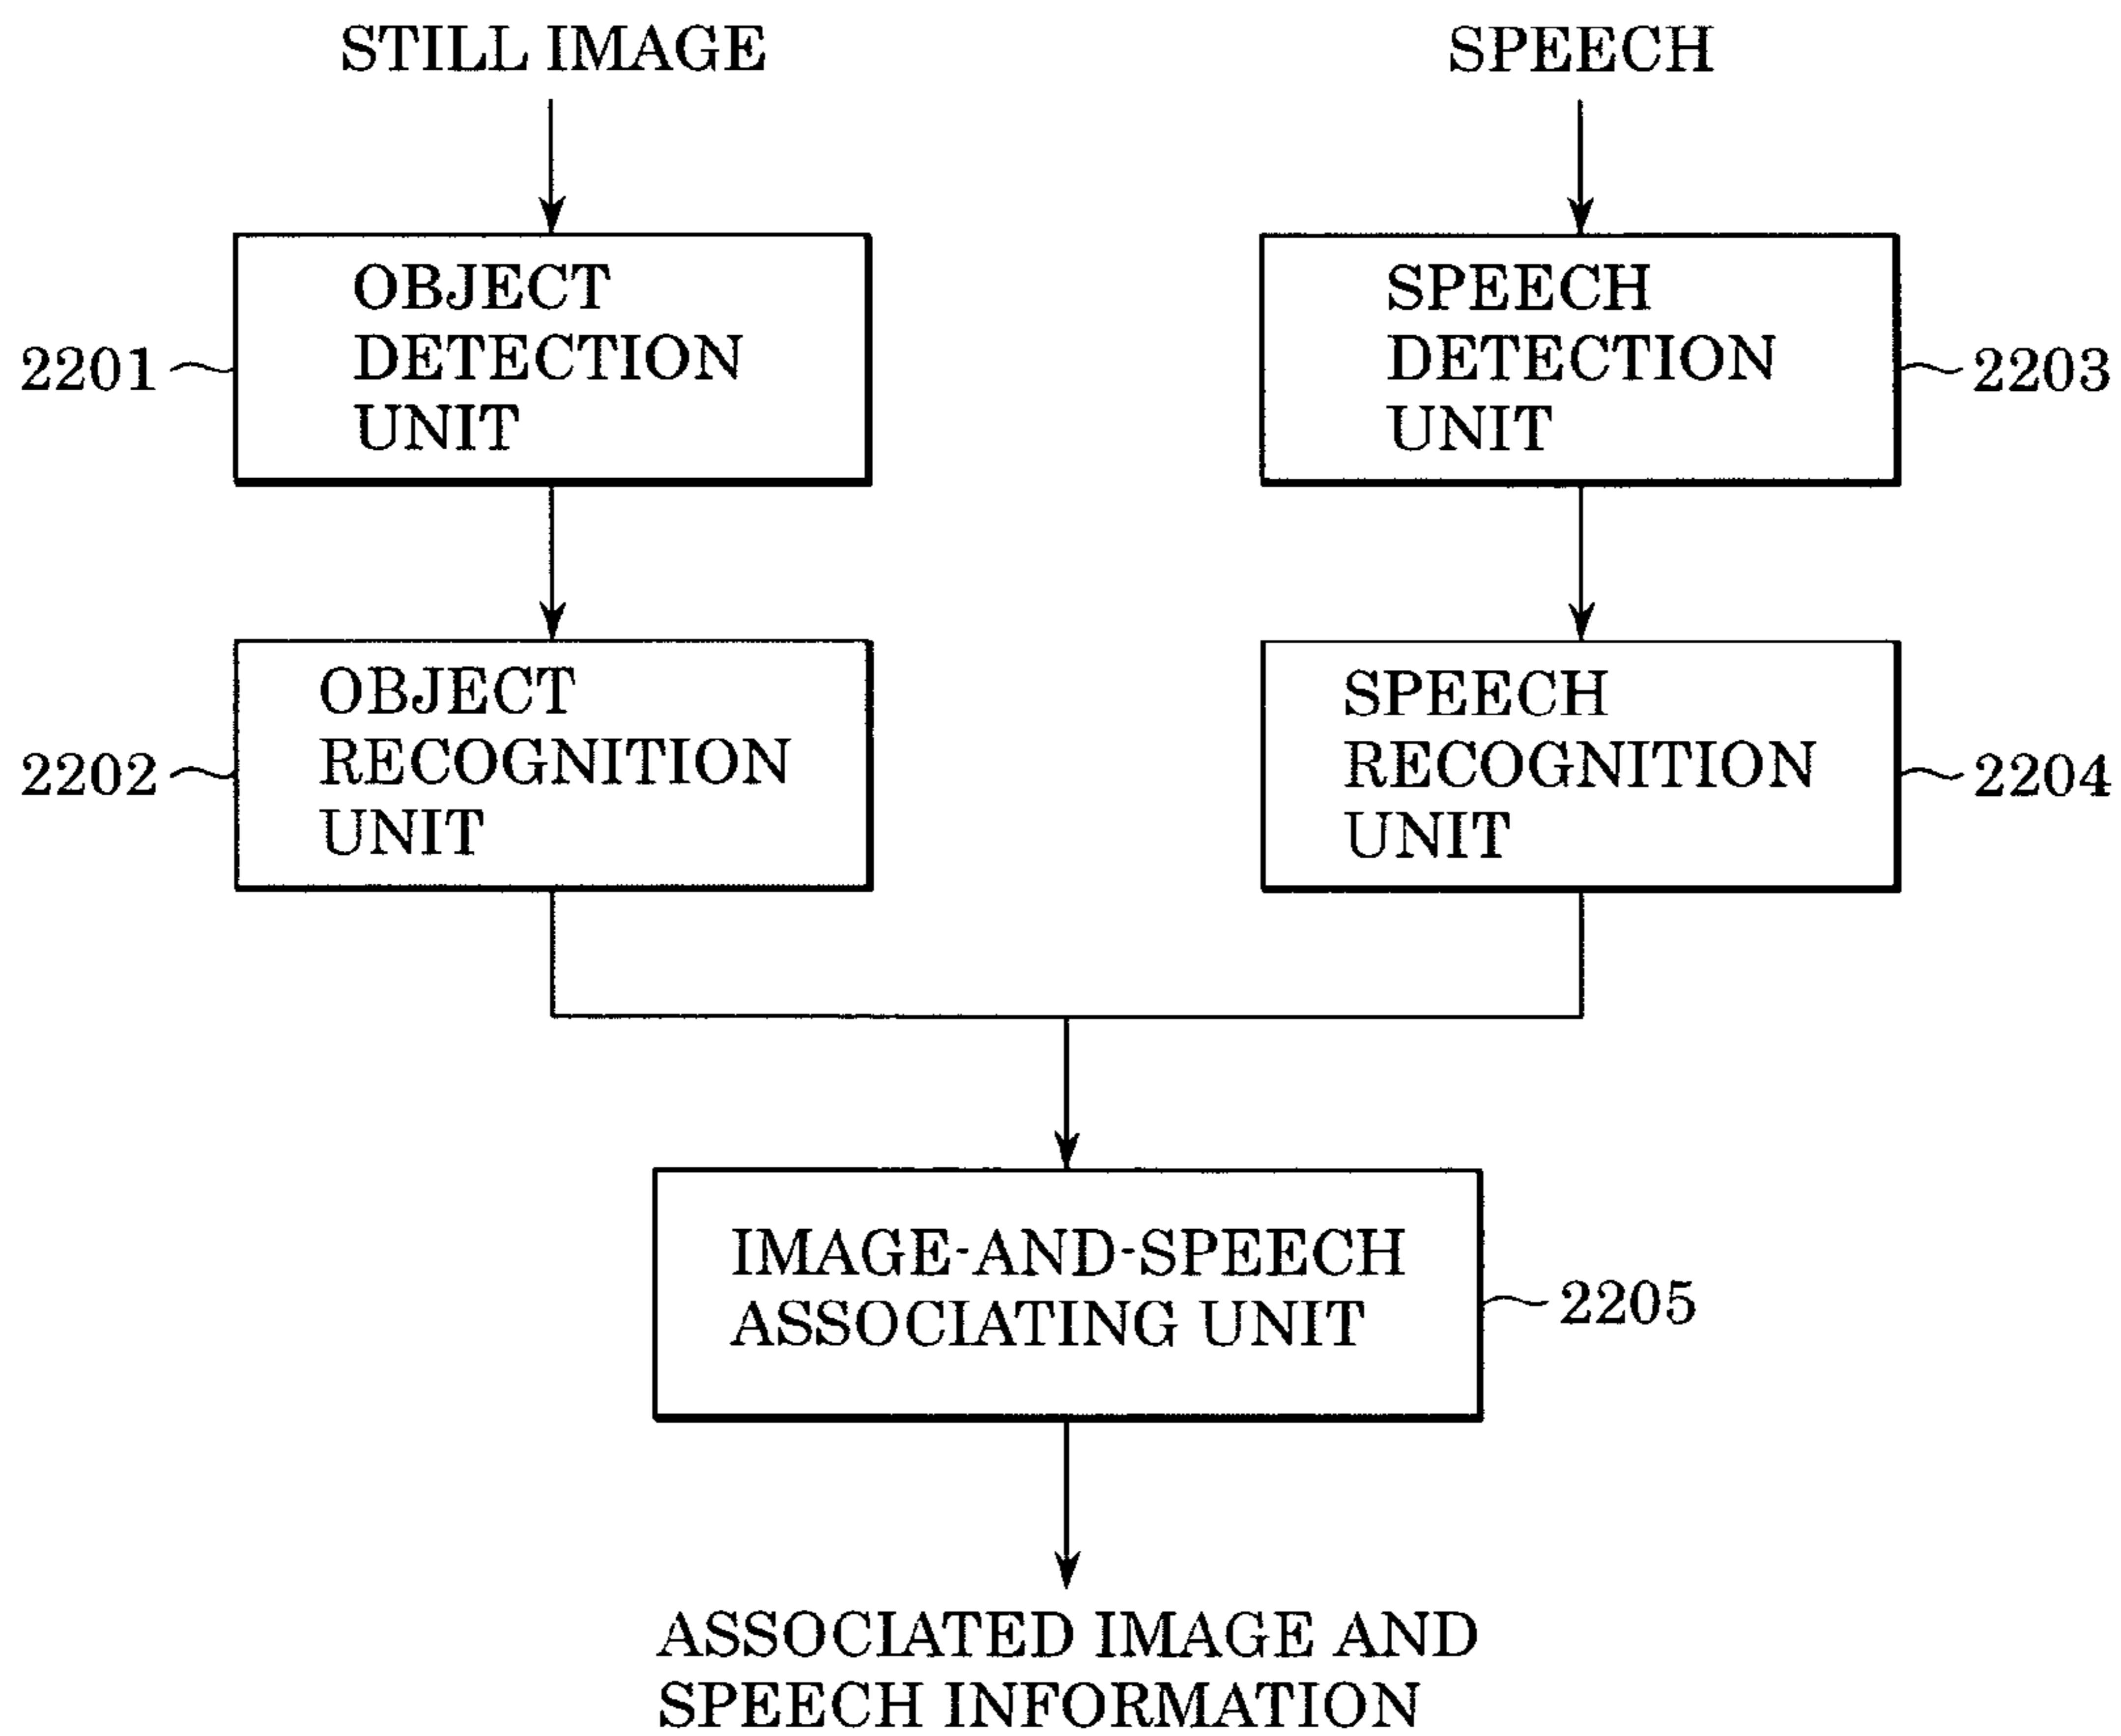 STILL IMAGE
SPEECH
OBJECT
DETECTION
UNIT
2201
SPEECH
DETECTION
UNIT
2203
OBJECT
RECOGNITION
UNIT
2202
SPEECH
RECOGNITION
UNIT
2204
IMAGE-AND-SPEECH
ASSOCIATING UNIT
2205
ASSOCIATED IMAGE AND
SPEECH INFORMATION